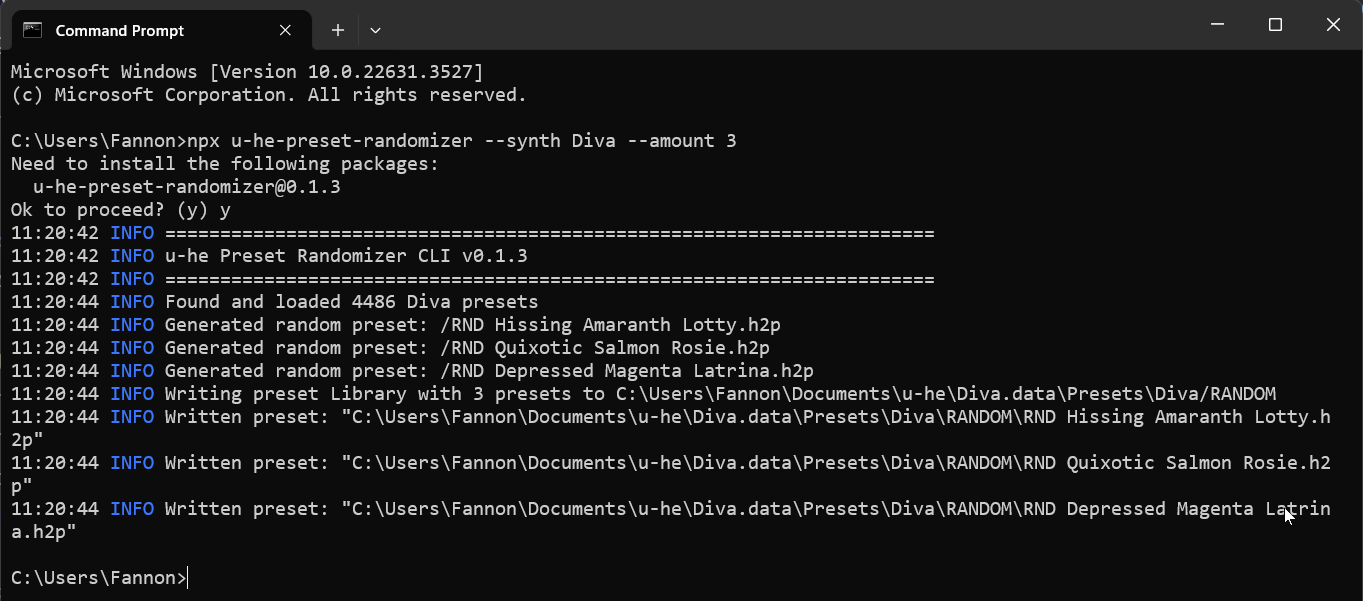 Command Prompt
Microsoft Windows [Version 10.0.22631.3527]
(c) Microsoft Corporation. All rights reserved.
C:\Users\Fannon>npx u-he-preset-randomizer --synth Diva --amount 3
Need to install the following packages:
  u-he-preset-randomizer@0.1.3
Ok to proceed? (y) y
11:20:42 INFO ======================================================================
11:20:42 INFO u-he Preset Randomizer CLI v0.1.3
11:20:42 INFO ======================================================================
11:20:44 INFO Found and loaded 4486 Diva presets
11:20:44 INFO Generated random preset: /RND Hissing Amaranth Lotty.h2p
11:20:44 INFO Generated random preset: /RND Quixotic Salmon Rosie.h2p
11:20:44 INFO Generated random preset: /RND Depressed Magenta Latrina.h2p
11:20:44 INFO Writing preset Library with 3 presets to C:\Users\Fannon\Documents\u-he\Diva.data\Presets\Diva/RANDOM
11:20:44 INFO Written preset: "C:\Users\Fannon\Documents\u-he\Diva.data\Presets\Diva\RANDOM\RND Hissing Amaranth Lotty.h
2p"
11:20:44 INFO Written preset: "C:\Users\Fannon\Documents\u-he\Diva.data\Presets\Diva\RANDOM\RND Quixotic Salmon Rosie.h2
p"
11:20:44 INFO Written preset: "C:\Users\Fannon\Documents\u-he\Diva.data\Presets\Diva\RANDOM\RND Depressed Magenta Latrin
a.h2p"
C:\Users\Fannon>